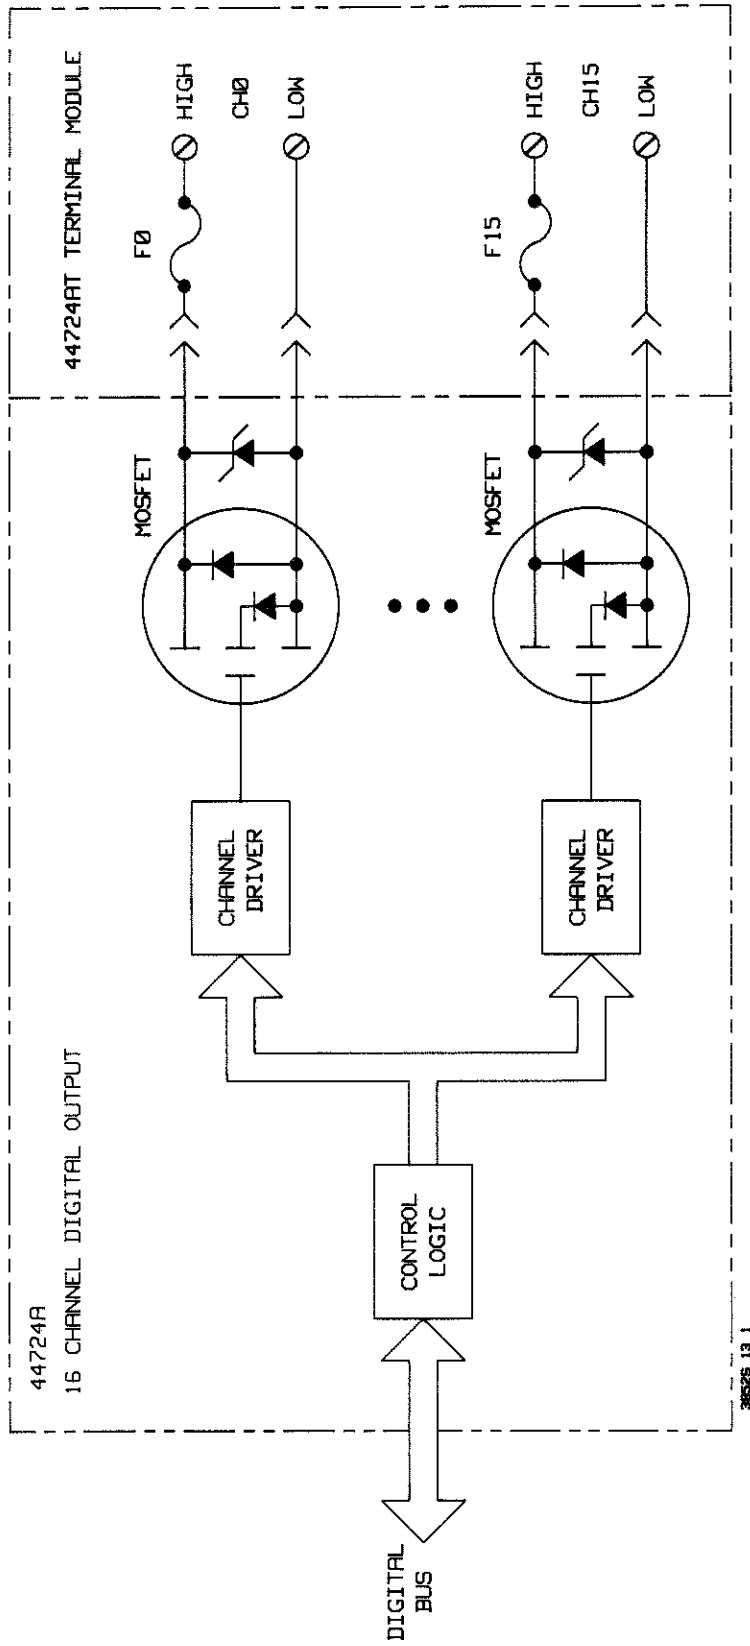 44724A
16 CHANNEL DIGITAL OUTPUT
44724AT TERMINAL MODULE
DIGITAL
BUS
CONTROL
LOGIC
CHANNEL
DRIVER
MOSFET
F0
HIGH
CH0
LOW
CHANNEL
DRIVER
MOSFET
F15
HIGH
CH15
LOW